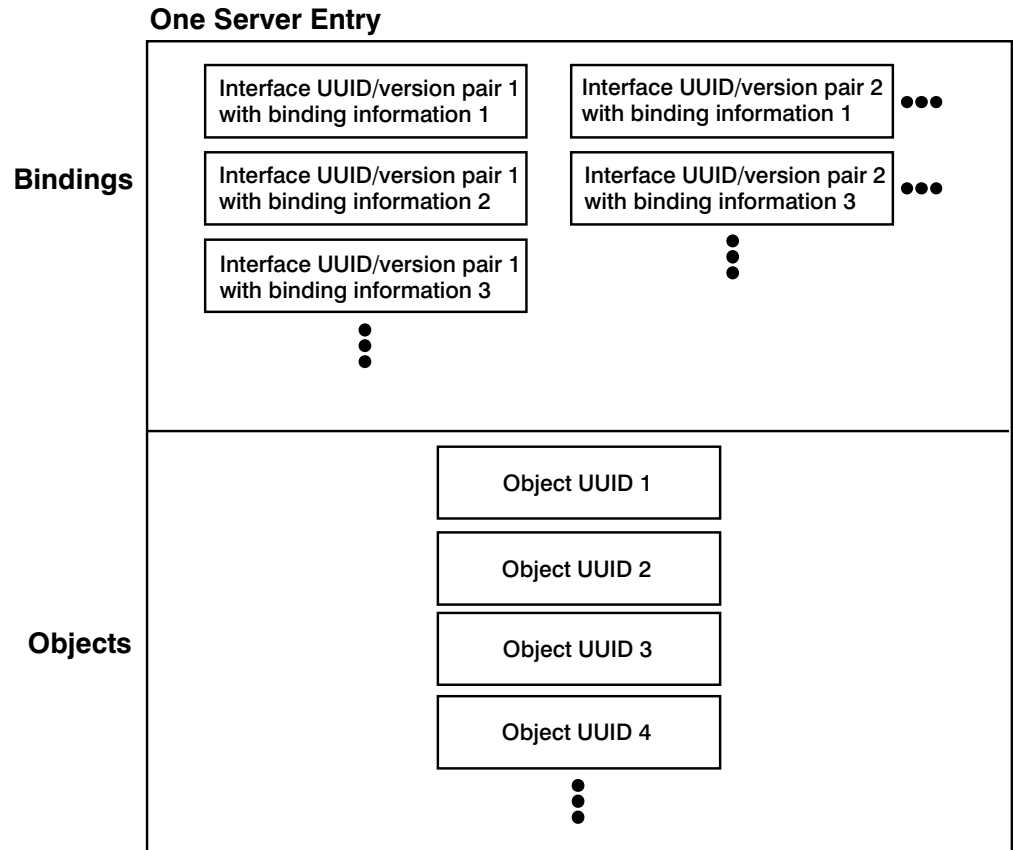 One Server Entry
Bindings
Interface UUID/version pair 1
with binding information 1
Interface UUID/version pair 2
with binding information 1
Interface UUID/version pair 1
with binding information 2
Interface UUID/version pair 2
with binding information 3
Interface UUID/version pair 1
with binding information 3
Objects
Object UUID 1
Object UUID 2
Object UUID 3
Object UUID 4